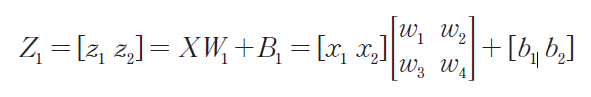 Z₁ = [z₁ z₂] = XW₁ + B₁ = [x₁ x₂] [w₁ w₂; w₃ w₄] + [b₁ b₂]